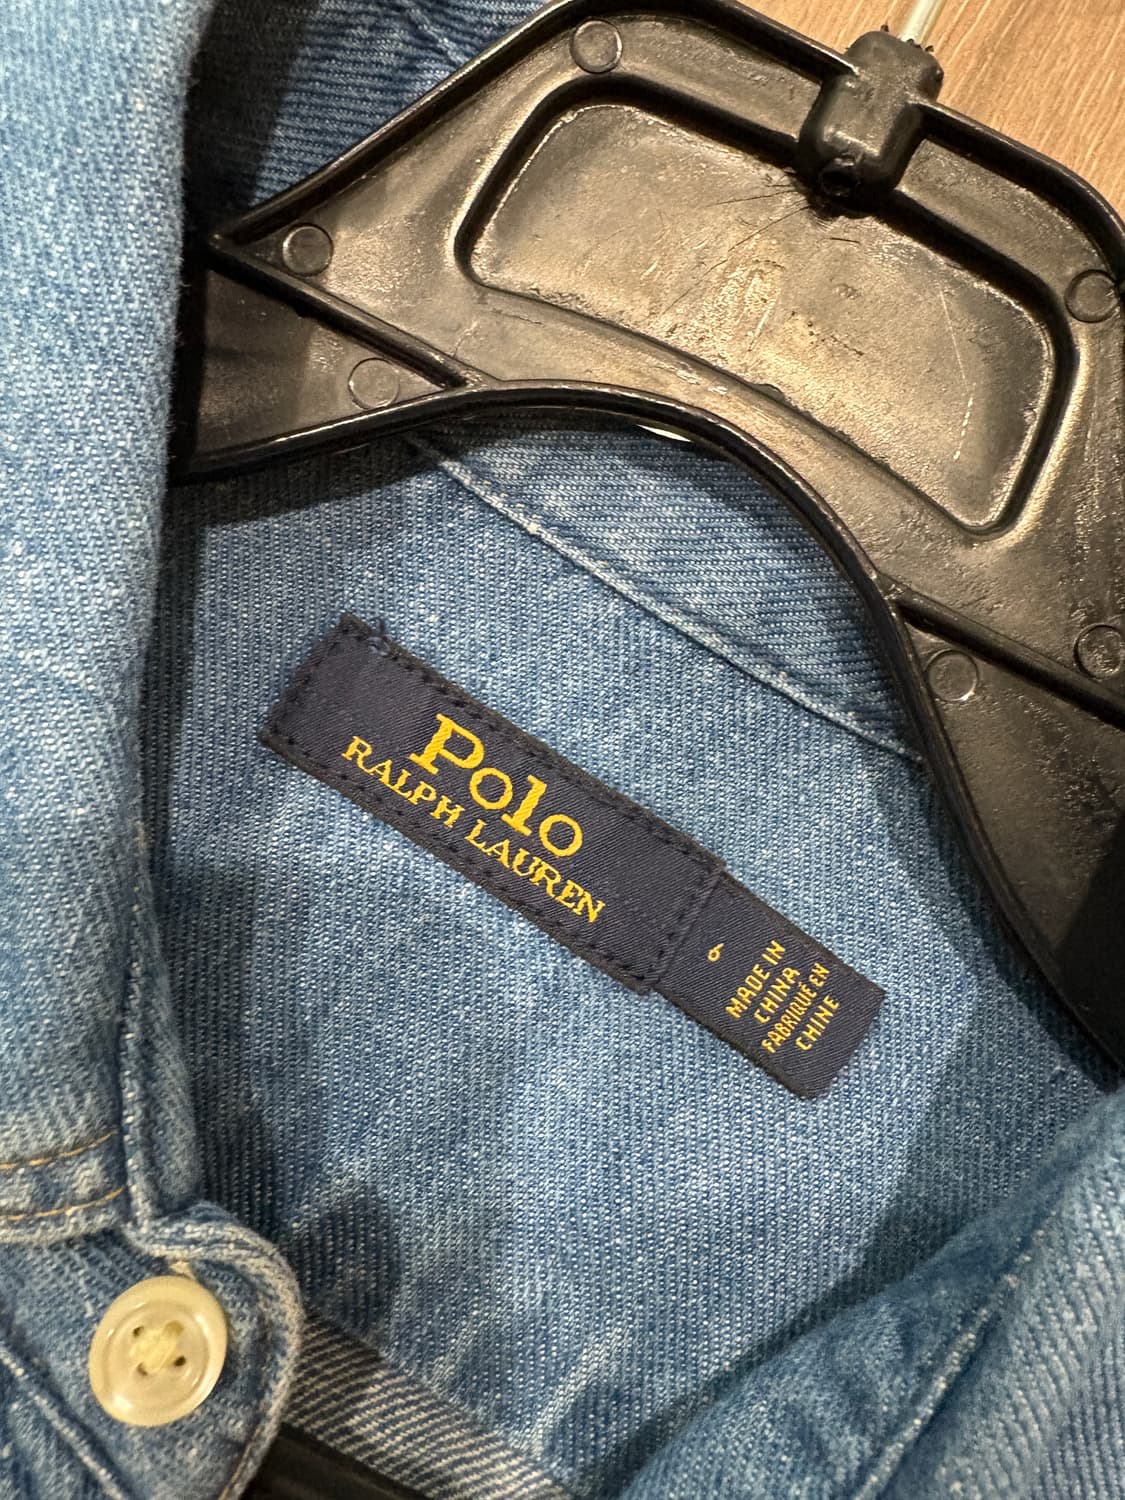 Polo
RALPH LAUREN
6
MADE IN
CHINA
FABRIQUÉ EN
CHINE